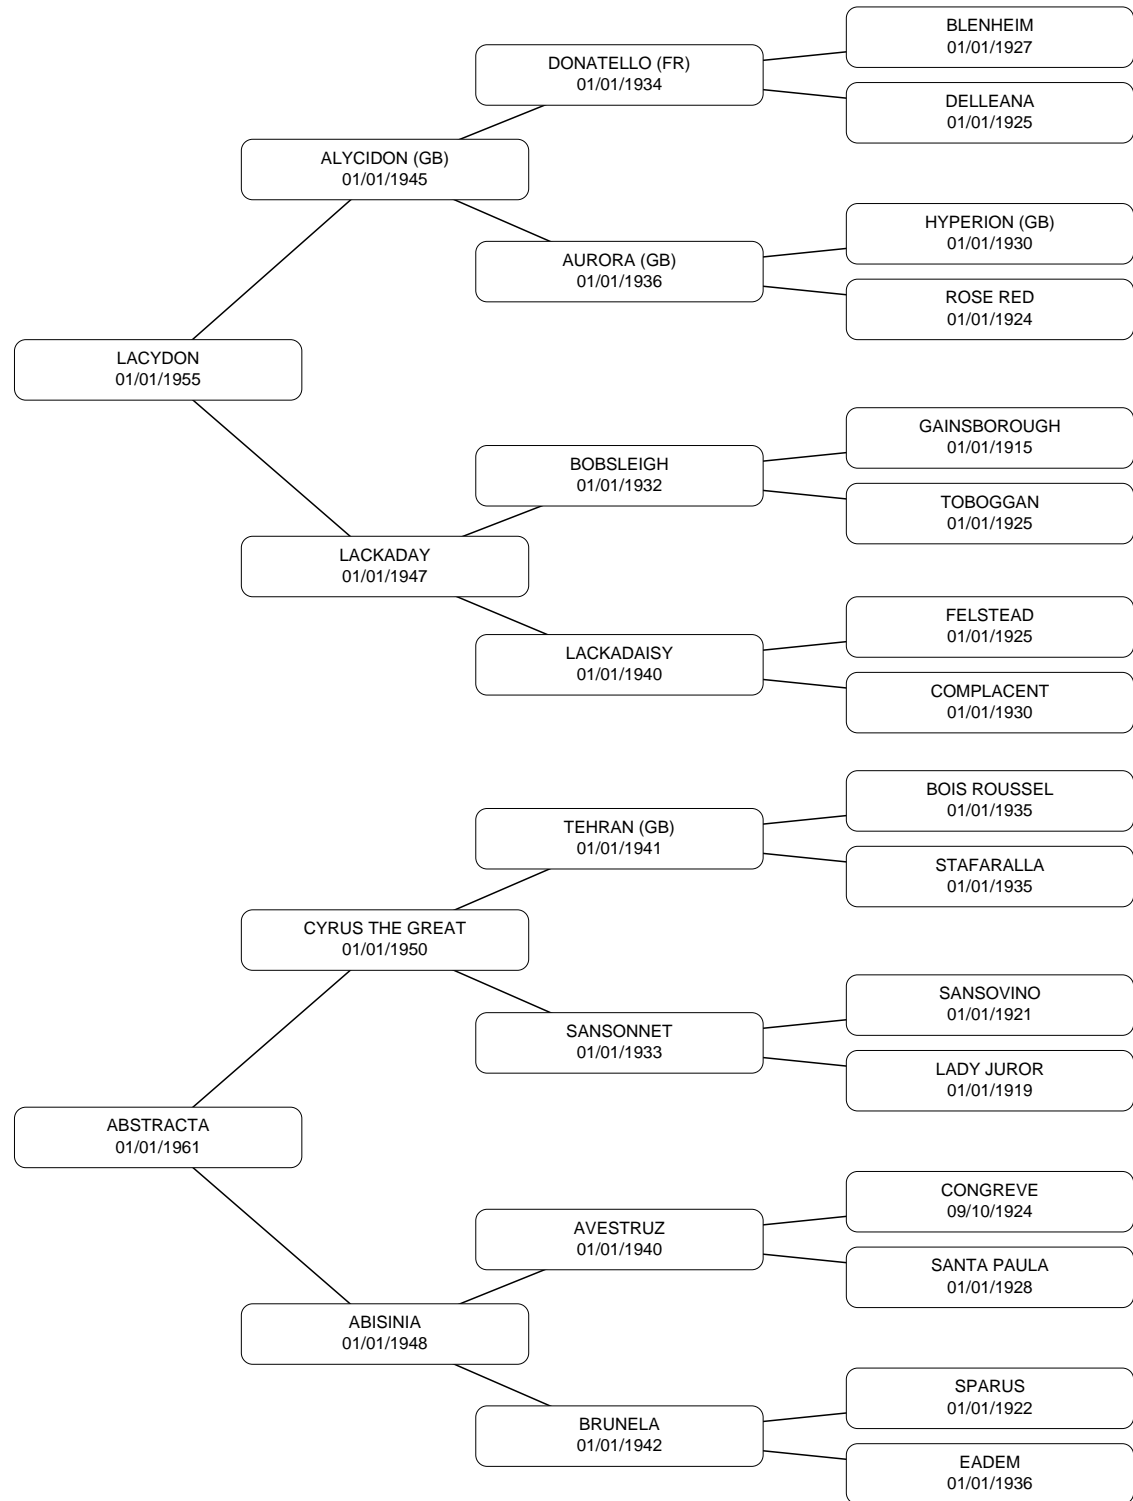 BLENHEIM
01/01/1927
DONATELLO (FR)
01/01/1934
DELLEANA
01/01/1925
ALYCIDON (GB)
01/01/1945
HYPERION (GB)
01/01/1930
AURORA (GB)
01/01/1936
ROSE RED
01/01/1924
LACYDON
01/01/1955
GAINSBOROUGH
01/01/1915
BOBSLEIGH
01/01/1932
TOBOGGAN
01/01/1925
LACKADAY
01/01/1947
FELSTEAD
01/01/1925
LACKADAISY
01/01/1940
COMPLACENT
01/01/1930
BOIS ROUSSEL
01/01/1935
TEHRAN (GB)
01/01/1941
STAFARALLA
01/01/1935
CYRUS THE GREAT
01/01/1950
SANSOVINO
01/01/1921
SANSONNET
01/01/1933
LADY JUROR
01/01/1919
ABSTRACTA
01/01/1961
CONGREVE
09/10/1924
AVESTRUZ
01/01/1940
SANTA PAULA
01/01/1928
ABISINIA
01/01/1948
SPARUS
01/01/1922
BRUNELA
01/01/1942
EADEM
01/01/1936